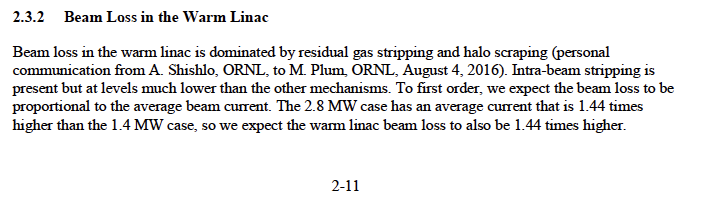 2.3.2 Beam Loss in the Warm Linac
Beam loss in the warm linac is dominated by residual gas stripping and halo scraping (personal
communication from A. Shishlo, ORNL, to M. Plum, ORNL, August 4, 2016). Intra-beam stripping is
present but at levels much lower than the other mechanisms. To first order, we expect the beam loss to be
proportional to the average beam current. The 2.8 MW case has an average current that is 1.44 times
higher than the 1.4 MW case, so we expect the warm linac beam loss to also be 1.44 times higher.
2-11